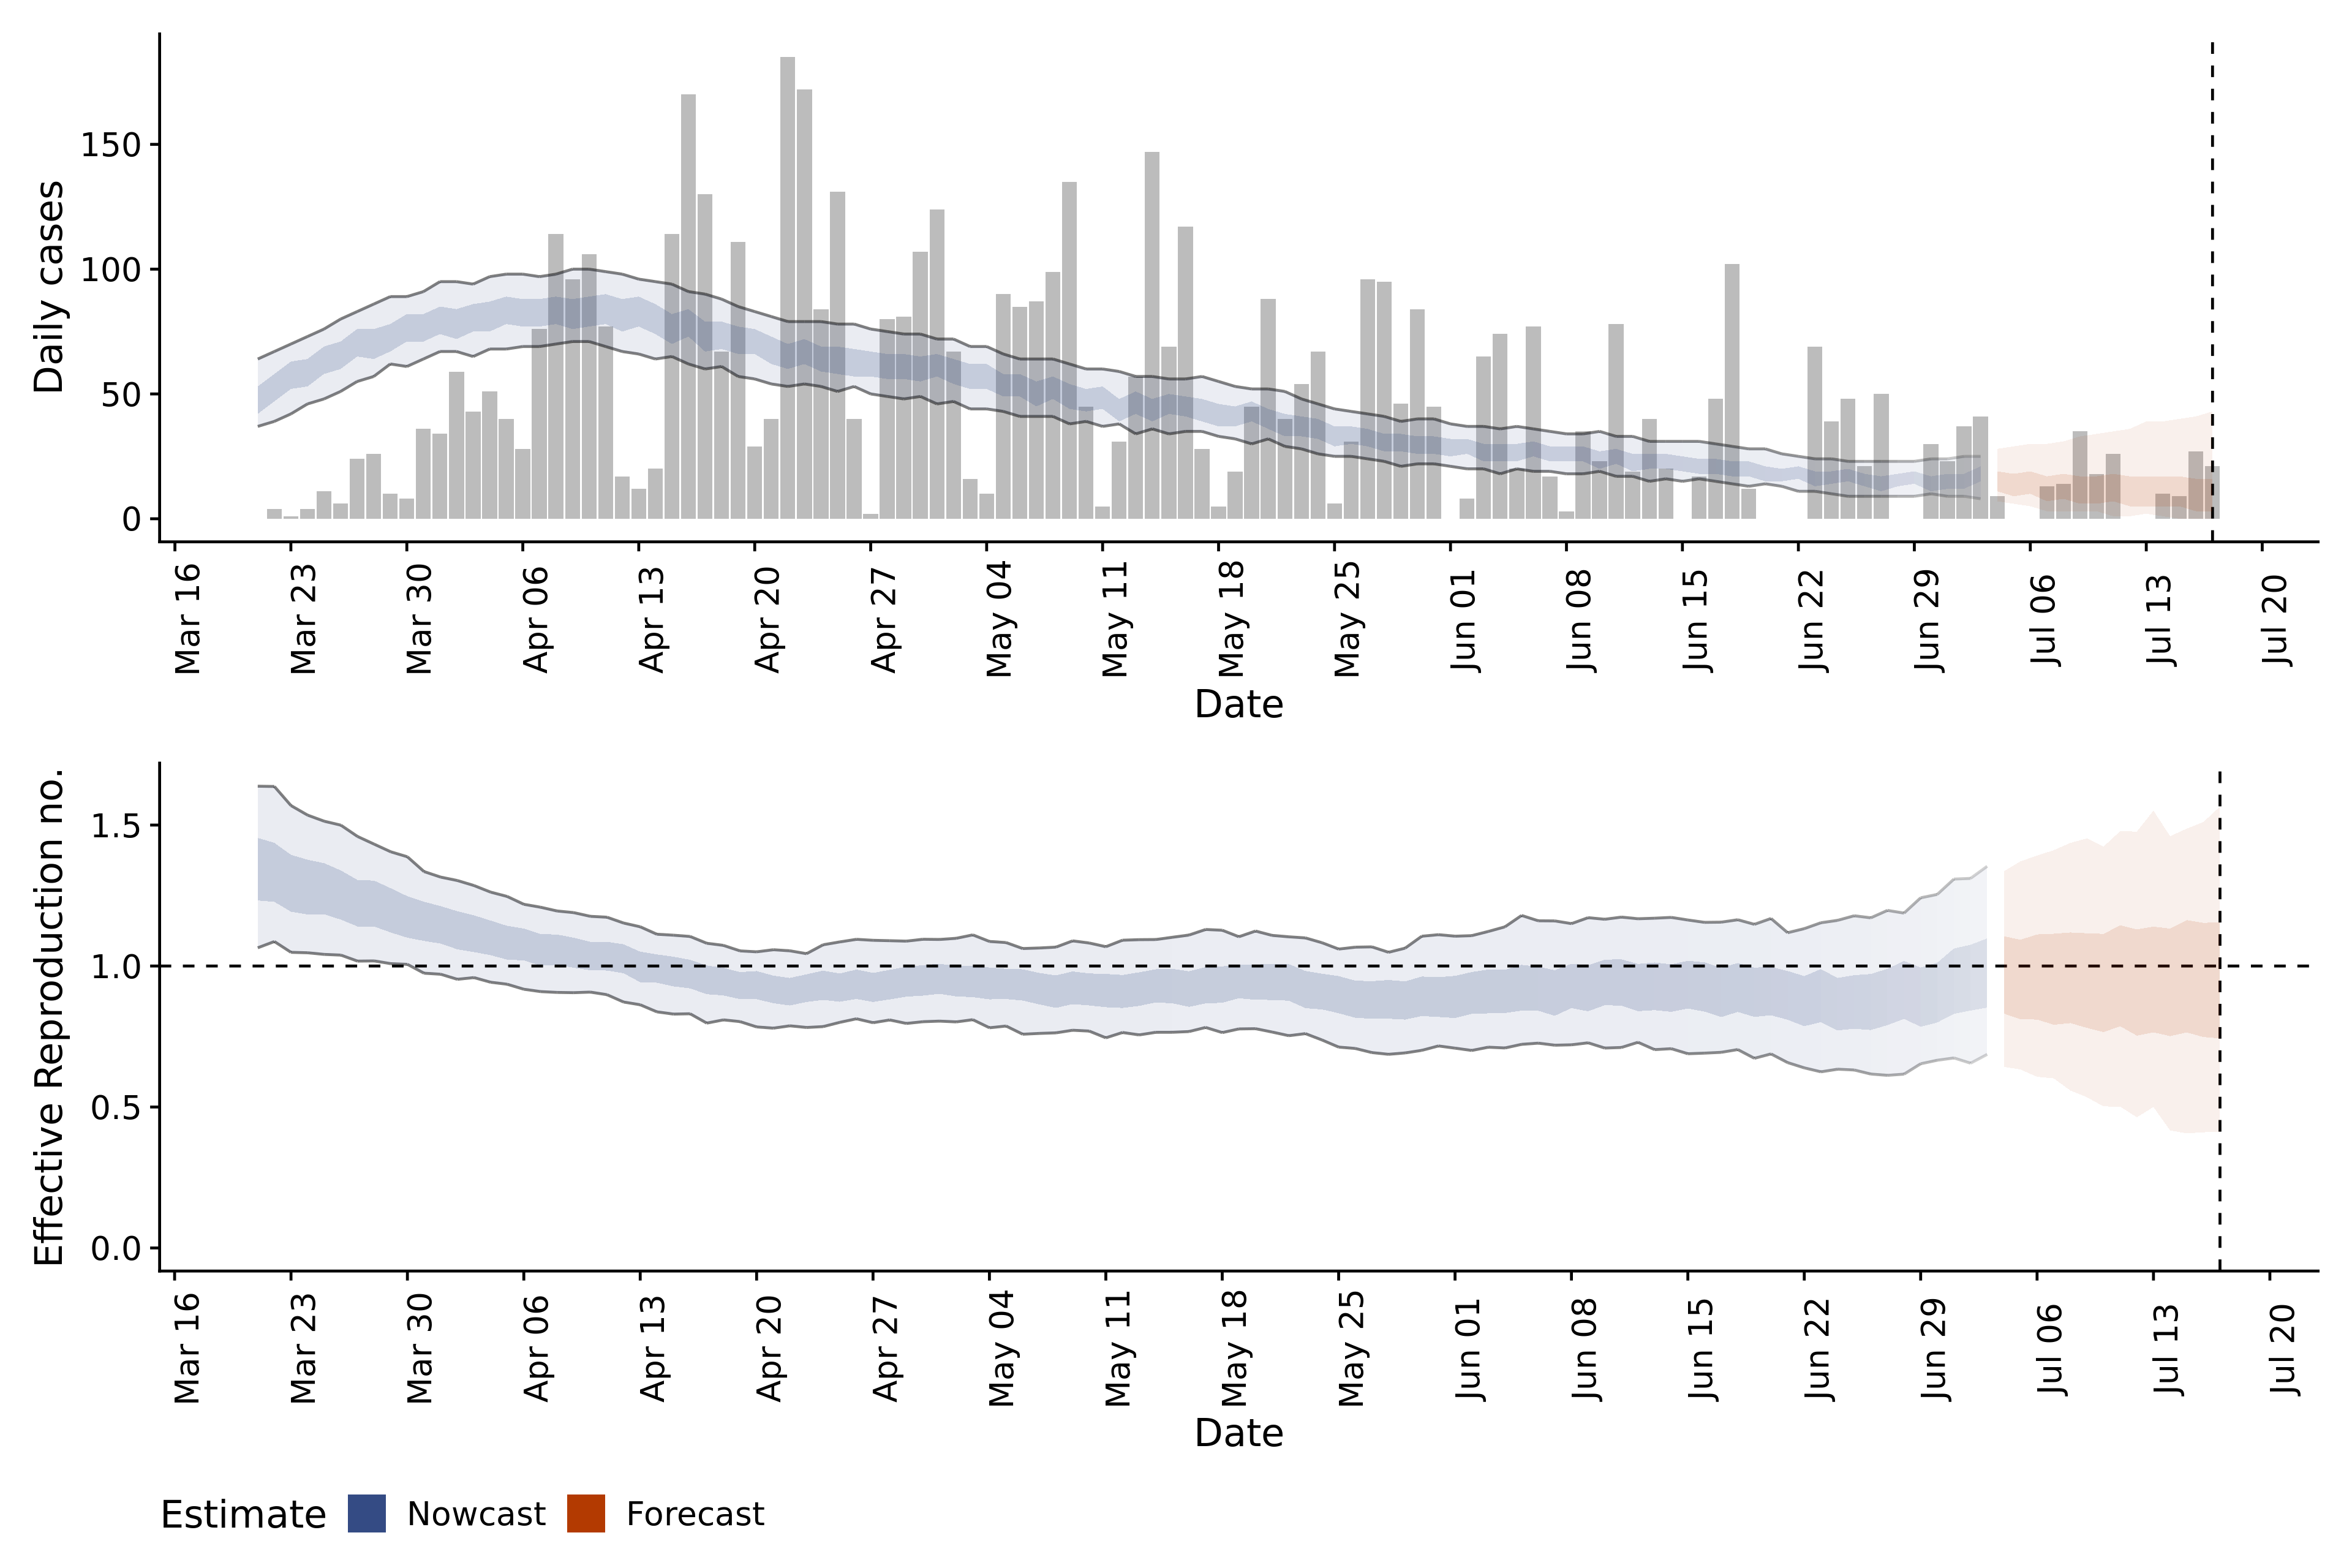 Daily cases
150
100
50
0
Mar 16
Mar 23
Mar 30
Apr 06
Apr 13
Apr 20
Apr 27
May 04
May 11
May 18
May 25
Jun 01
Jun 08
Jun 15
Jun 22
Jun 29
Jul 06
Jul 13
Jul 20
Date
Effective Reproduction no.
1.5
1.0
0.5
0.0
Mar 16
Mar 23
Mar 30
Apr 06
Apr 13
Apr 20
Apr 27
May 04
May 11
May 18
May 25
Jun 01
Jun 08
Jun 15
Jun 22
Jun 29
Jul 06
Jul 13
Jul 20
Date
Estimate Nowcast Forecast